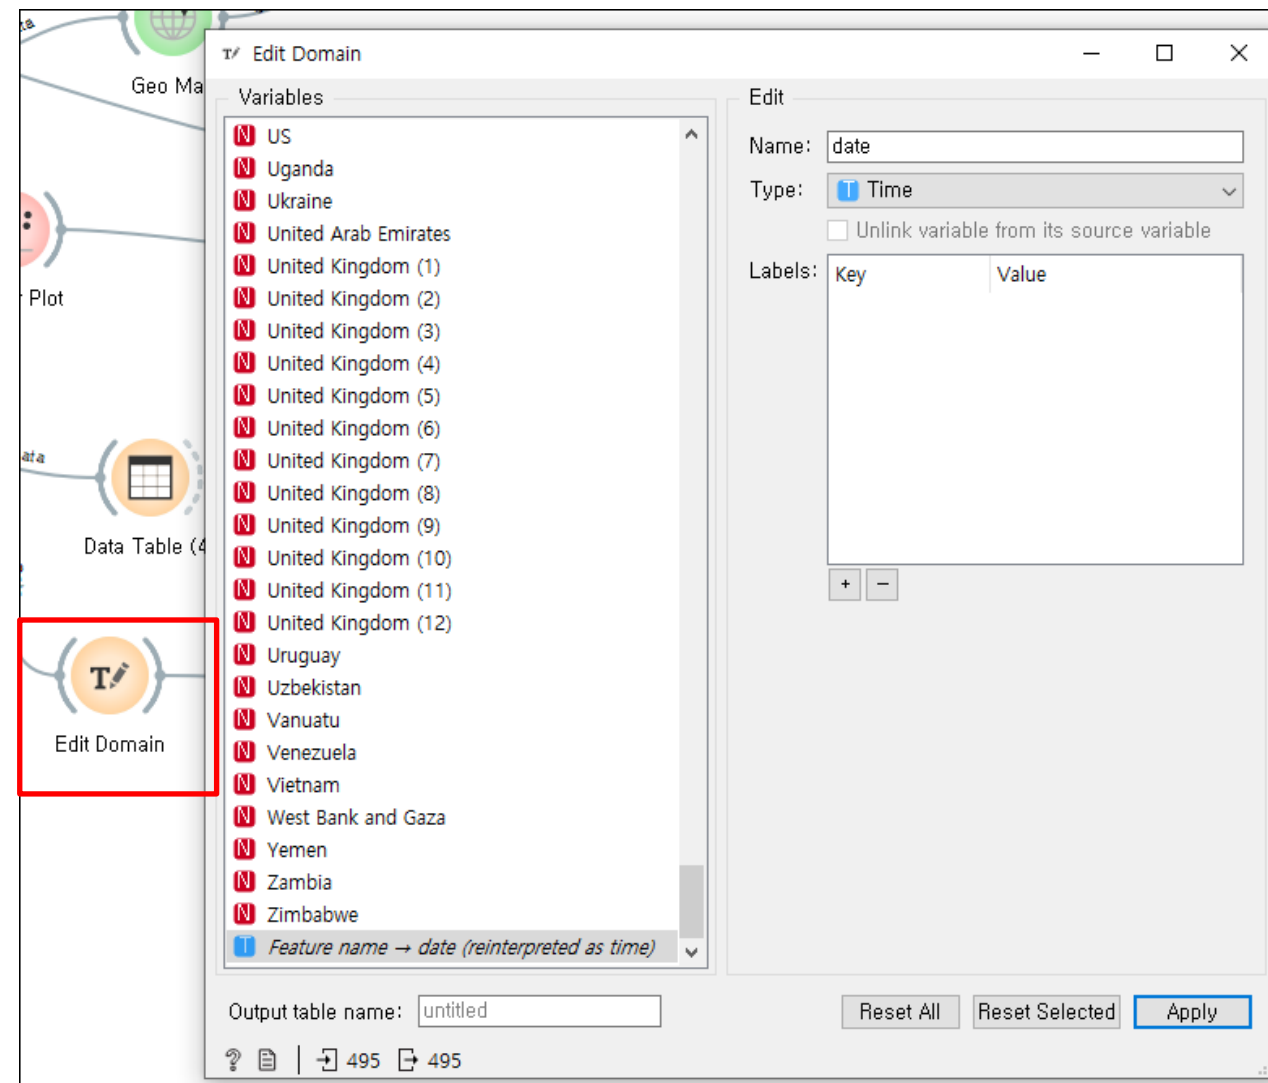 Geo Ma
Plot
ata
Data Table (4
T
Edit Domain
Edit Domain
Variables
N US
N Uganda
N Ukraine
N United Arab Emirates
N United Kingdom (1)
N United Kingdom (2)
N United Kingdom (3)
N United Kingdom (4)
N United Kingdom (5)
N United Kingdom (6)
N United Kingdom (7)
N United Kingdom (8)
N United Kingdom (9)
N United Kingdom (10)
N United Kingdom (11)
N United Kingdom (12)
N Uruguay
N Uzbekistan
N Vanuatu
N Venezuela
N Vietnam
N West Bank and Gaza
N Yemen
N Zambia
N Zimbabwe
T Feature name → date (reinterpreted as time)
Edit
Name: date
Type: T Time
Unlink variable from its source variable
Labels: Key Value
+ −
Output table name: untitled
Reset All Reset Selected Apply
? 495 495